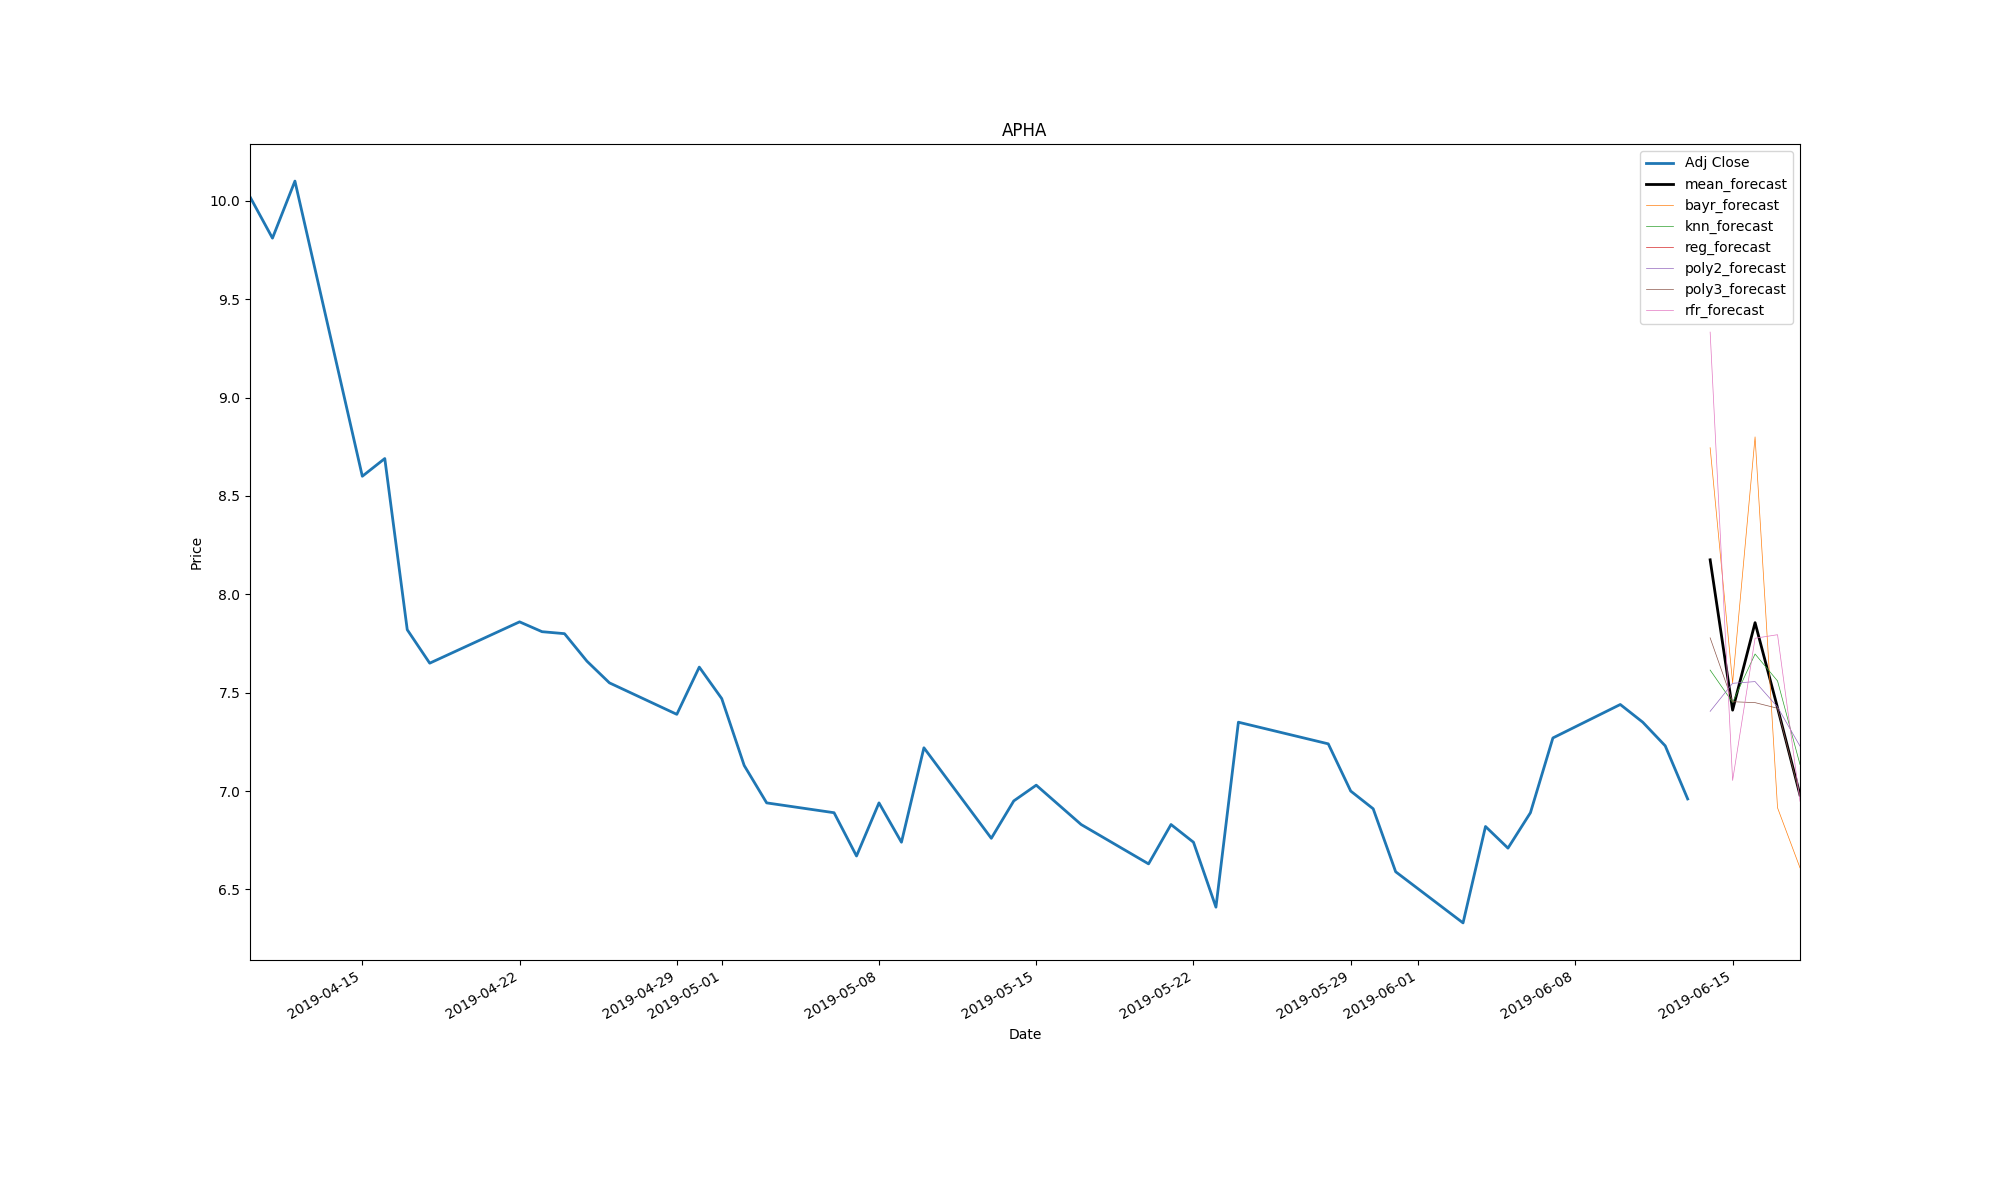 APHA
Adj Close
mean_forecast
bayr_forecast
knn_forecast
reg_forecast
poly2_forecast
poly3_forecast
rfr_forecast
10.0
9.5
9.0
8.5
8.0
7.5
7.0
6.5
Price
2019-04-15
2019-04-22
2019-04-29
2019-05-01
2019-05-08
2019-05-15
2019-05-22
2019-05-29
2019-06-01
2019-06-08
2019-06-15
Date